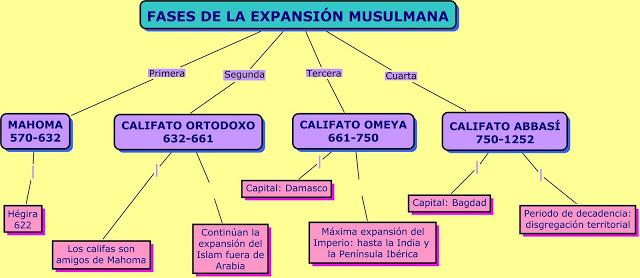 FASES DE LA EXPANSIÓN MUSULMANA
Primera
Segunda
Tercera
Cuarta
MAHOMA
570-632
CALIFATO ORTODOXO
632-661
CALIFATO OMEYA
661-750
CALIFATO ABBASÍ
750-1252
Hégira
622
Los califas son
amigos de Mahoma
Continúan la
expansión del
Islam fuera de
Arabia
Capital: Damasco
Máxima expansión del
Imperio: hasta la India y
la Península Ibérica
Capital: Bagdad
Periodo de decadencia:
disgregación territorial